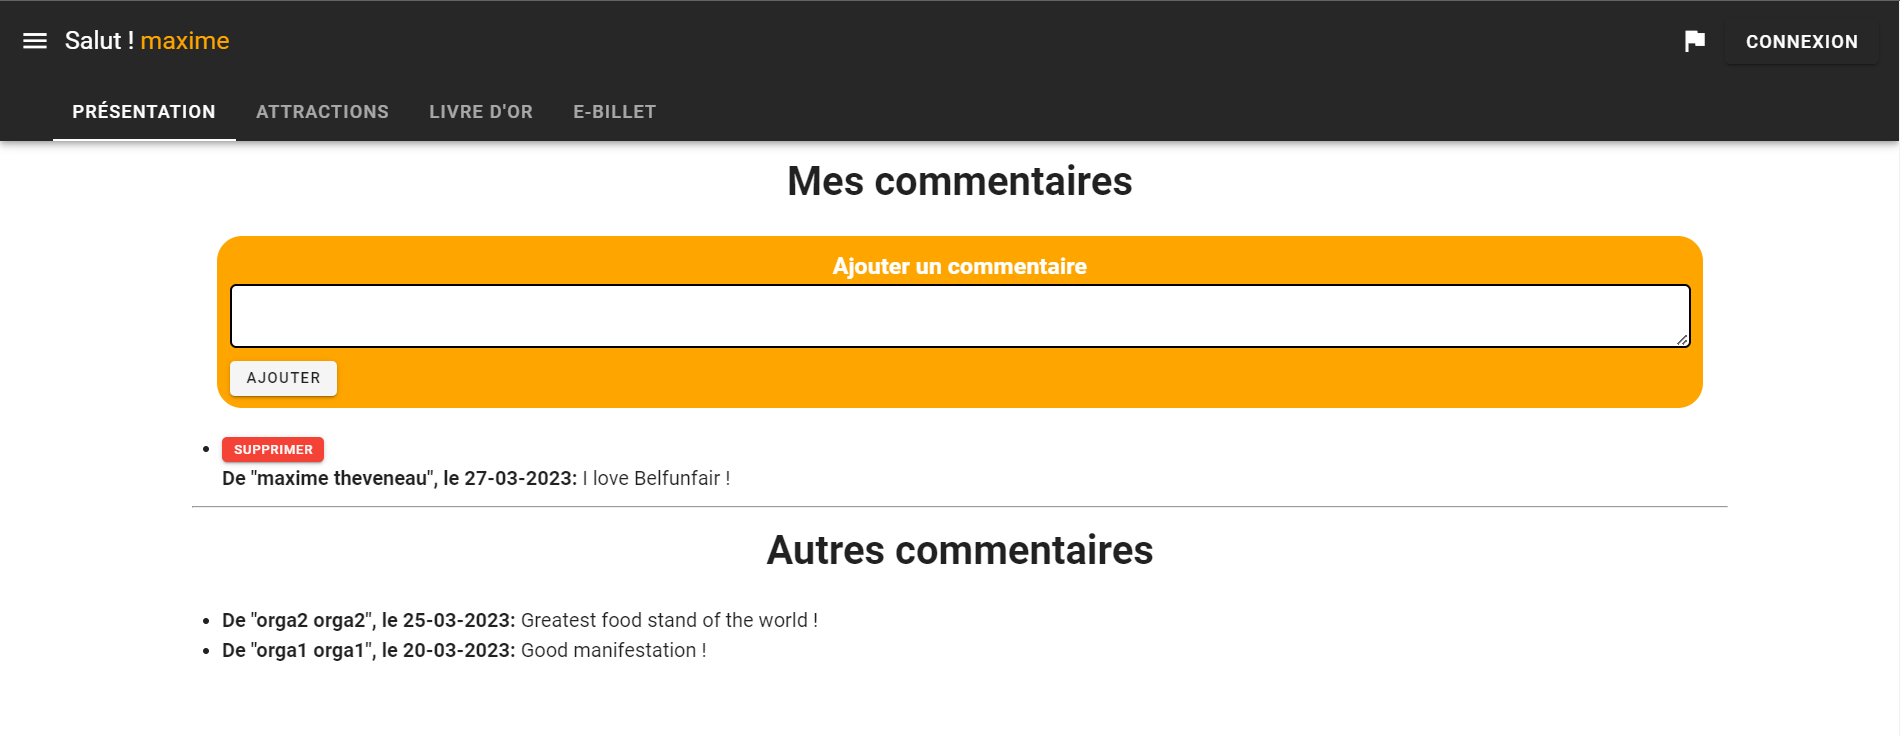 Salut ! maxime
CONNEXION
PRÉSENTATION ATTRACTIONS LIVRE D'OR E-BILLET
Mes commentaires
Ajouter un commentaire
AJOUTER
SUPPRIMER
De "maxime theveneau", le 27-03-2023: I love Belfunfair !
Autres commentaires
De "orga2 orga2", le 25-03-2023: Greatest food stand of the world !
De "orga1 orga1", le 20-03-2023: Good manifestation !